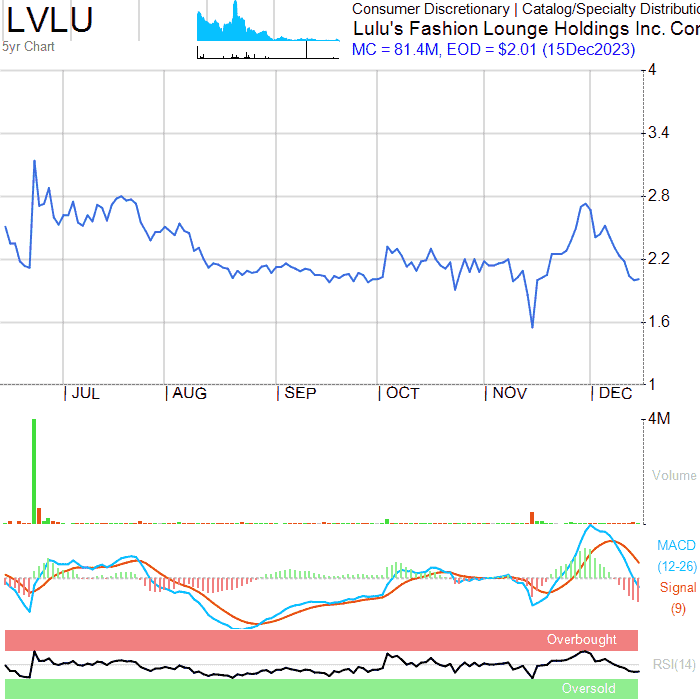 LVLU
5yr Chart
Consumer Discretionary | Catalog/Specialty Distributio
Lulu's Fashion Lounge Holdings Inc. Cor
MC = 81.4M, EOD = $2.01 (15Dec2023)
4
3.4
2.8
2.2
1.6
1
JUL AUG SEP OCT NOV DEC
4M
Volume
MACD
(12-26)
Signal
(9)
Overbought
RSI(14)
Oversold